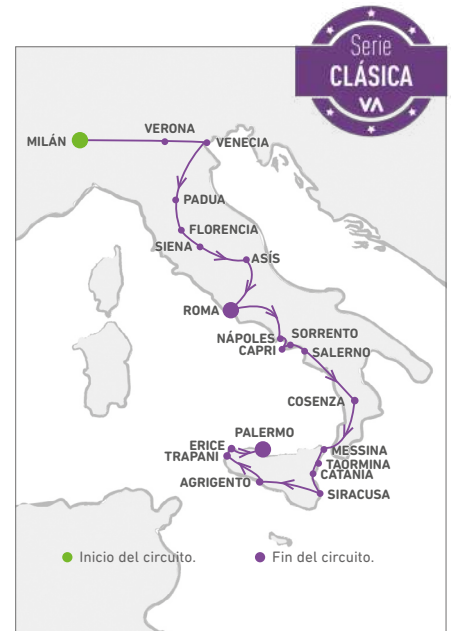 Serie
CLÁSICA
VA
MILÁN
VERONA
VENECIA
PADUA
FLORENCIA
SIENA
ASÍS
ROMA
NÁPOLES
SORRENTO
CAPRI
SALERNO
COSENZA
PALERMO
ERICE
TRAPANI
MESSINA
TAORMINA
CATANIA
AGRIGENTO
SIRACUSA
Inicio del circuito.
Fin del circuito.